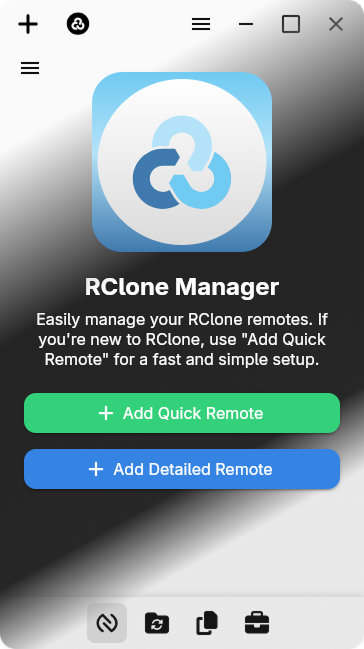 RClone Manager
Easily manage your RClone remotes. If
you're new to RClone, use "Add Quick
Remote" for a fast and simple setup.
Add Quick Remote
Add Detailed Remote